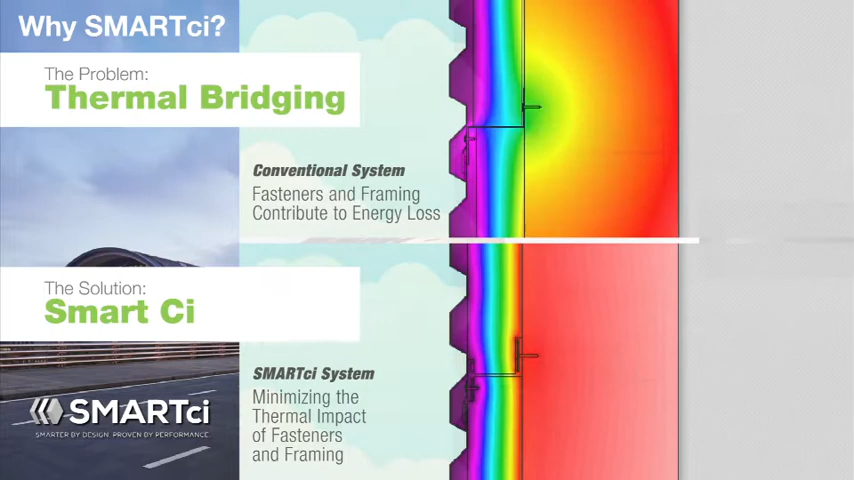 Why SMARTci?
The Problem:
Thermal Bridging
Conventional System
Fasteners and Framing
Contribute to Energy Loss
The Solution:
Smart Ci
SMARTci System
Minimizing the
Thermal Impact
of Fasteners
and Framing
SMARTci
SMARTER BY DESIGN. PROVEN BY PERFORMANCE.